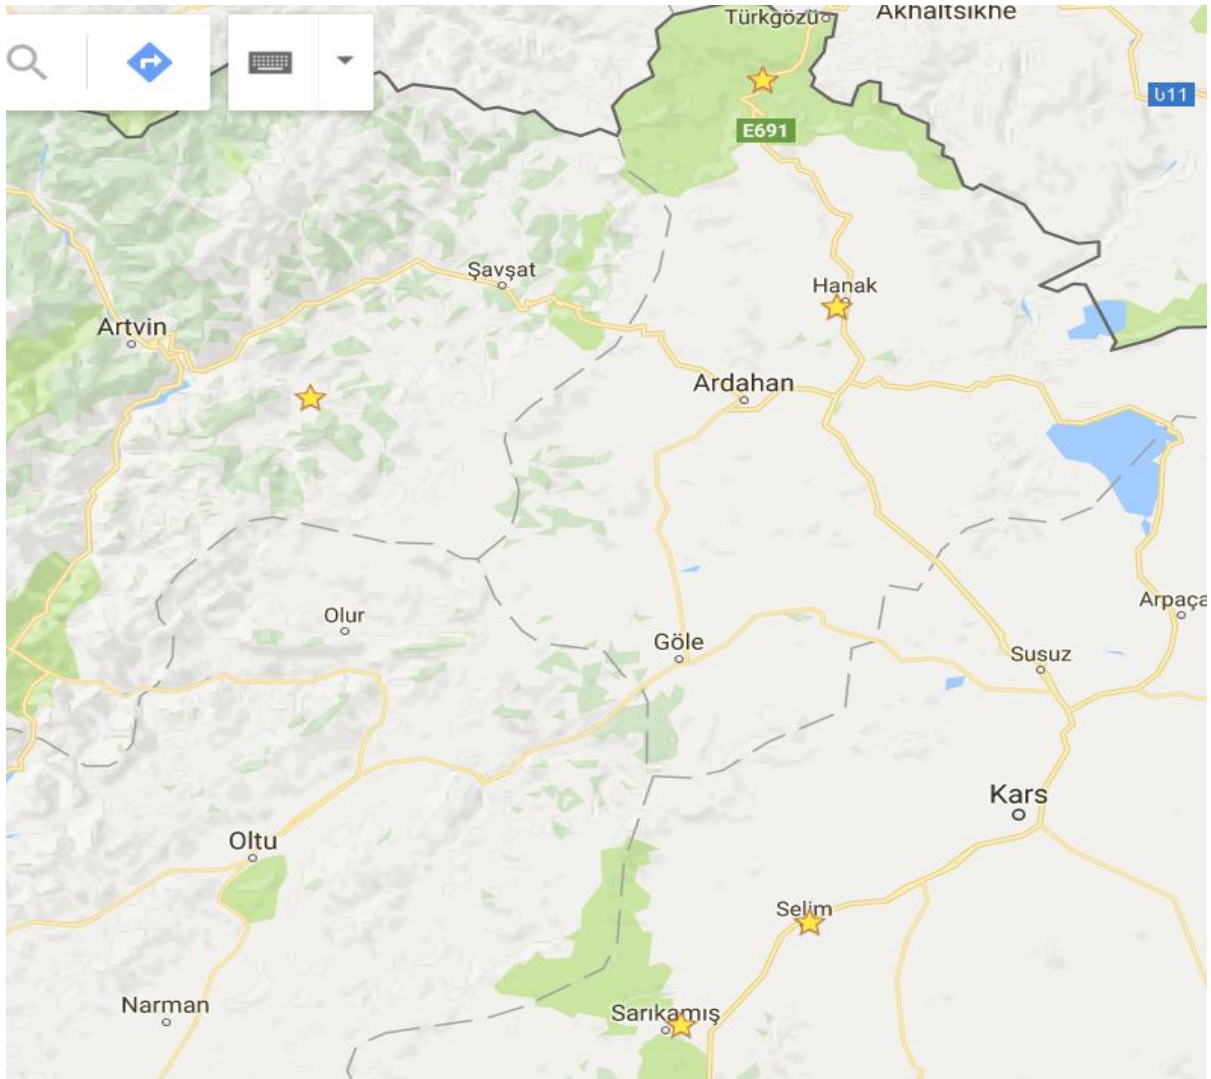 Türkgözü
Akhaltsikhe
ს11
E691
Şavşat
Hanak
Artvin
Ardahan
Arpaça
Olur
Göle
Susuz
Kars
Oltu
Selim
Narman
Sarıkamış